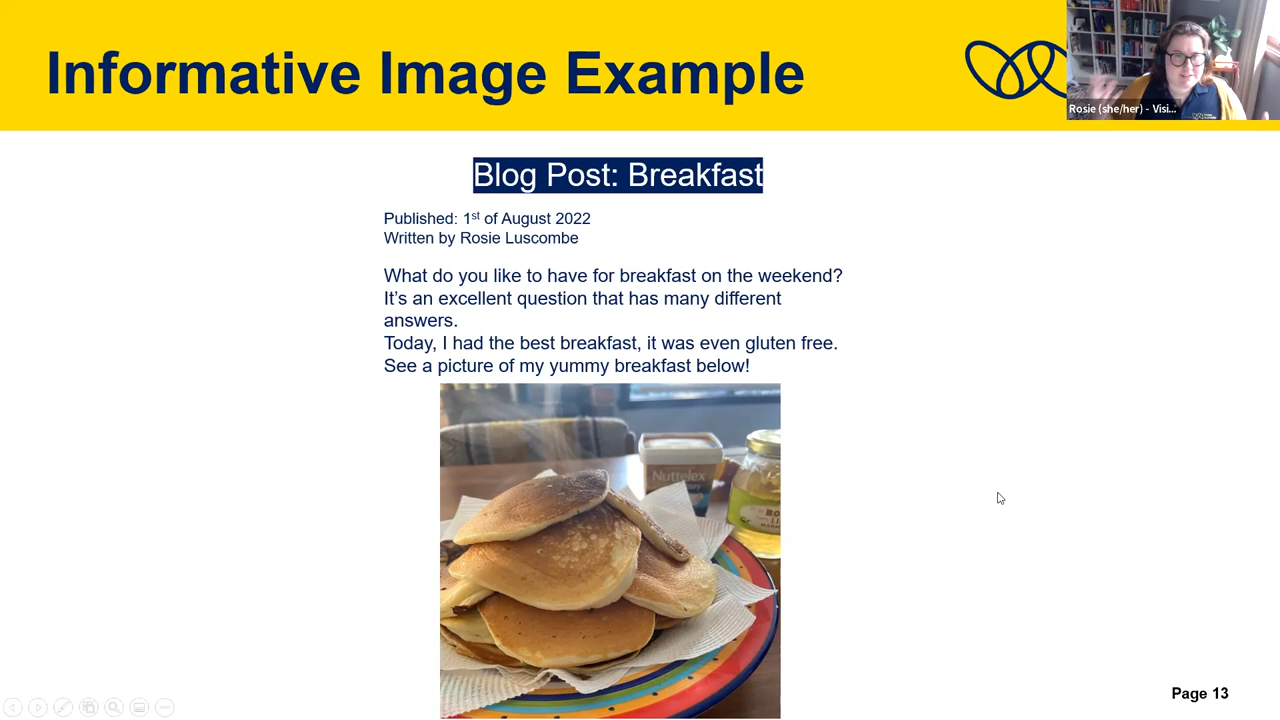 Informative Image Example
Rosie (she/her) - Visi...
Blog Post: Breakfast
Published: 1st of August 2022
Written by Rosie Luscombe
What do you like to have for breakfast on the weekend?
It's an excellent question that has many different
answers.
Today, I had the best breakfast, it was even gluten free.
See a picture of my yummy breakfast below!
Nuttelex
Page 13